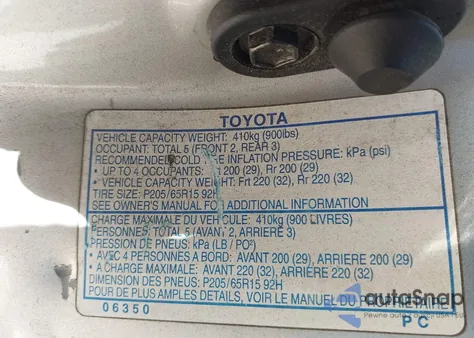 TOYOTA
VEHICLE CAPACITY WEIGHT: 410kg (900lbs)
OCCUPANT: TOTAL 5 (FRONT 2, REAR 3)
RECOMMENDED COLD INFLATION PRESSURE: kPa (psi)
• UP TO 4 OCCUPANTS: 200 (29), Rr 200 (29)
• VEHICLE CAPACITY WEIGHT: Frt 220 (32), Rr 220 (32)
TIRE SIZE: P205/65R15 92H
SEE OWNER'S MANUAL FOR ADDITIONAL INFORMATION
CHARGE MAXIMALE DU VEHICULE: 410kg (900 LIVRES)
PERSONNES: TOTAL 5 (AVANT 2, ARRIÈRE 3)
PRESSION DE PNEUS: kPa (LB / PO²)
• AVEC 4 PERSONNES A BORD: AVANT 200 (29), ARRIERE 200 (29)
• A CHARGE MAXIMALE: AVANT 220 (32), ARRIERE 220 (32)
DIMENSION DES PNEUS: P205/65R15 92H
POUR DE PLUS AMPLES DETAILS, VOIR LE MANUEL DU PROPRIETAIRE
06350 PC
autoSnap